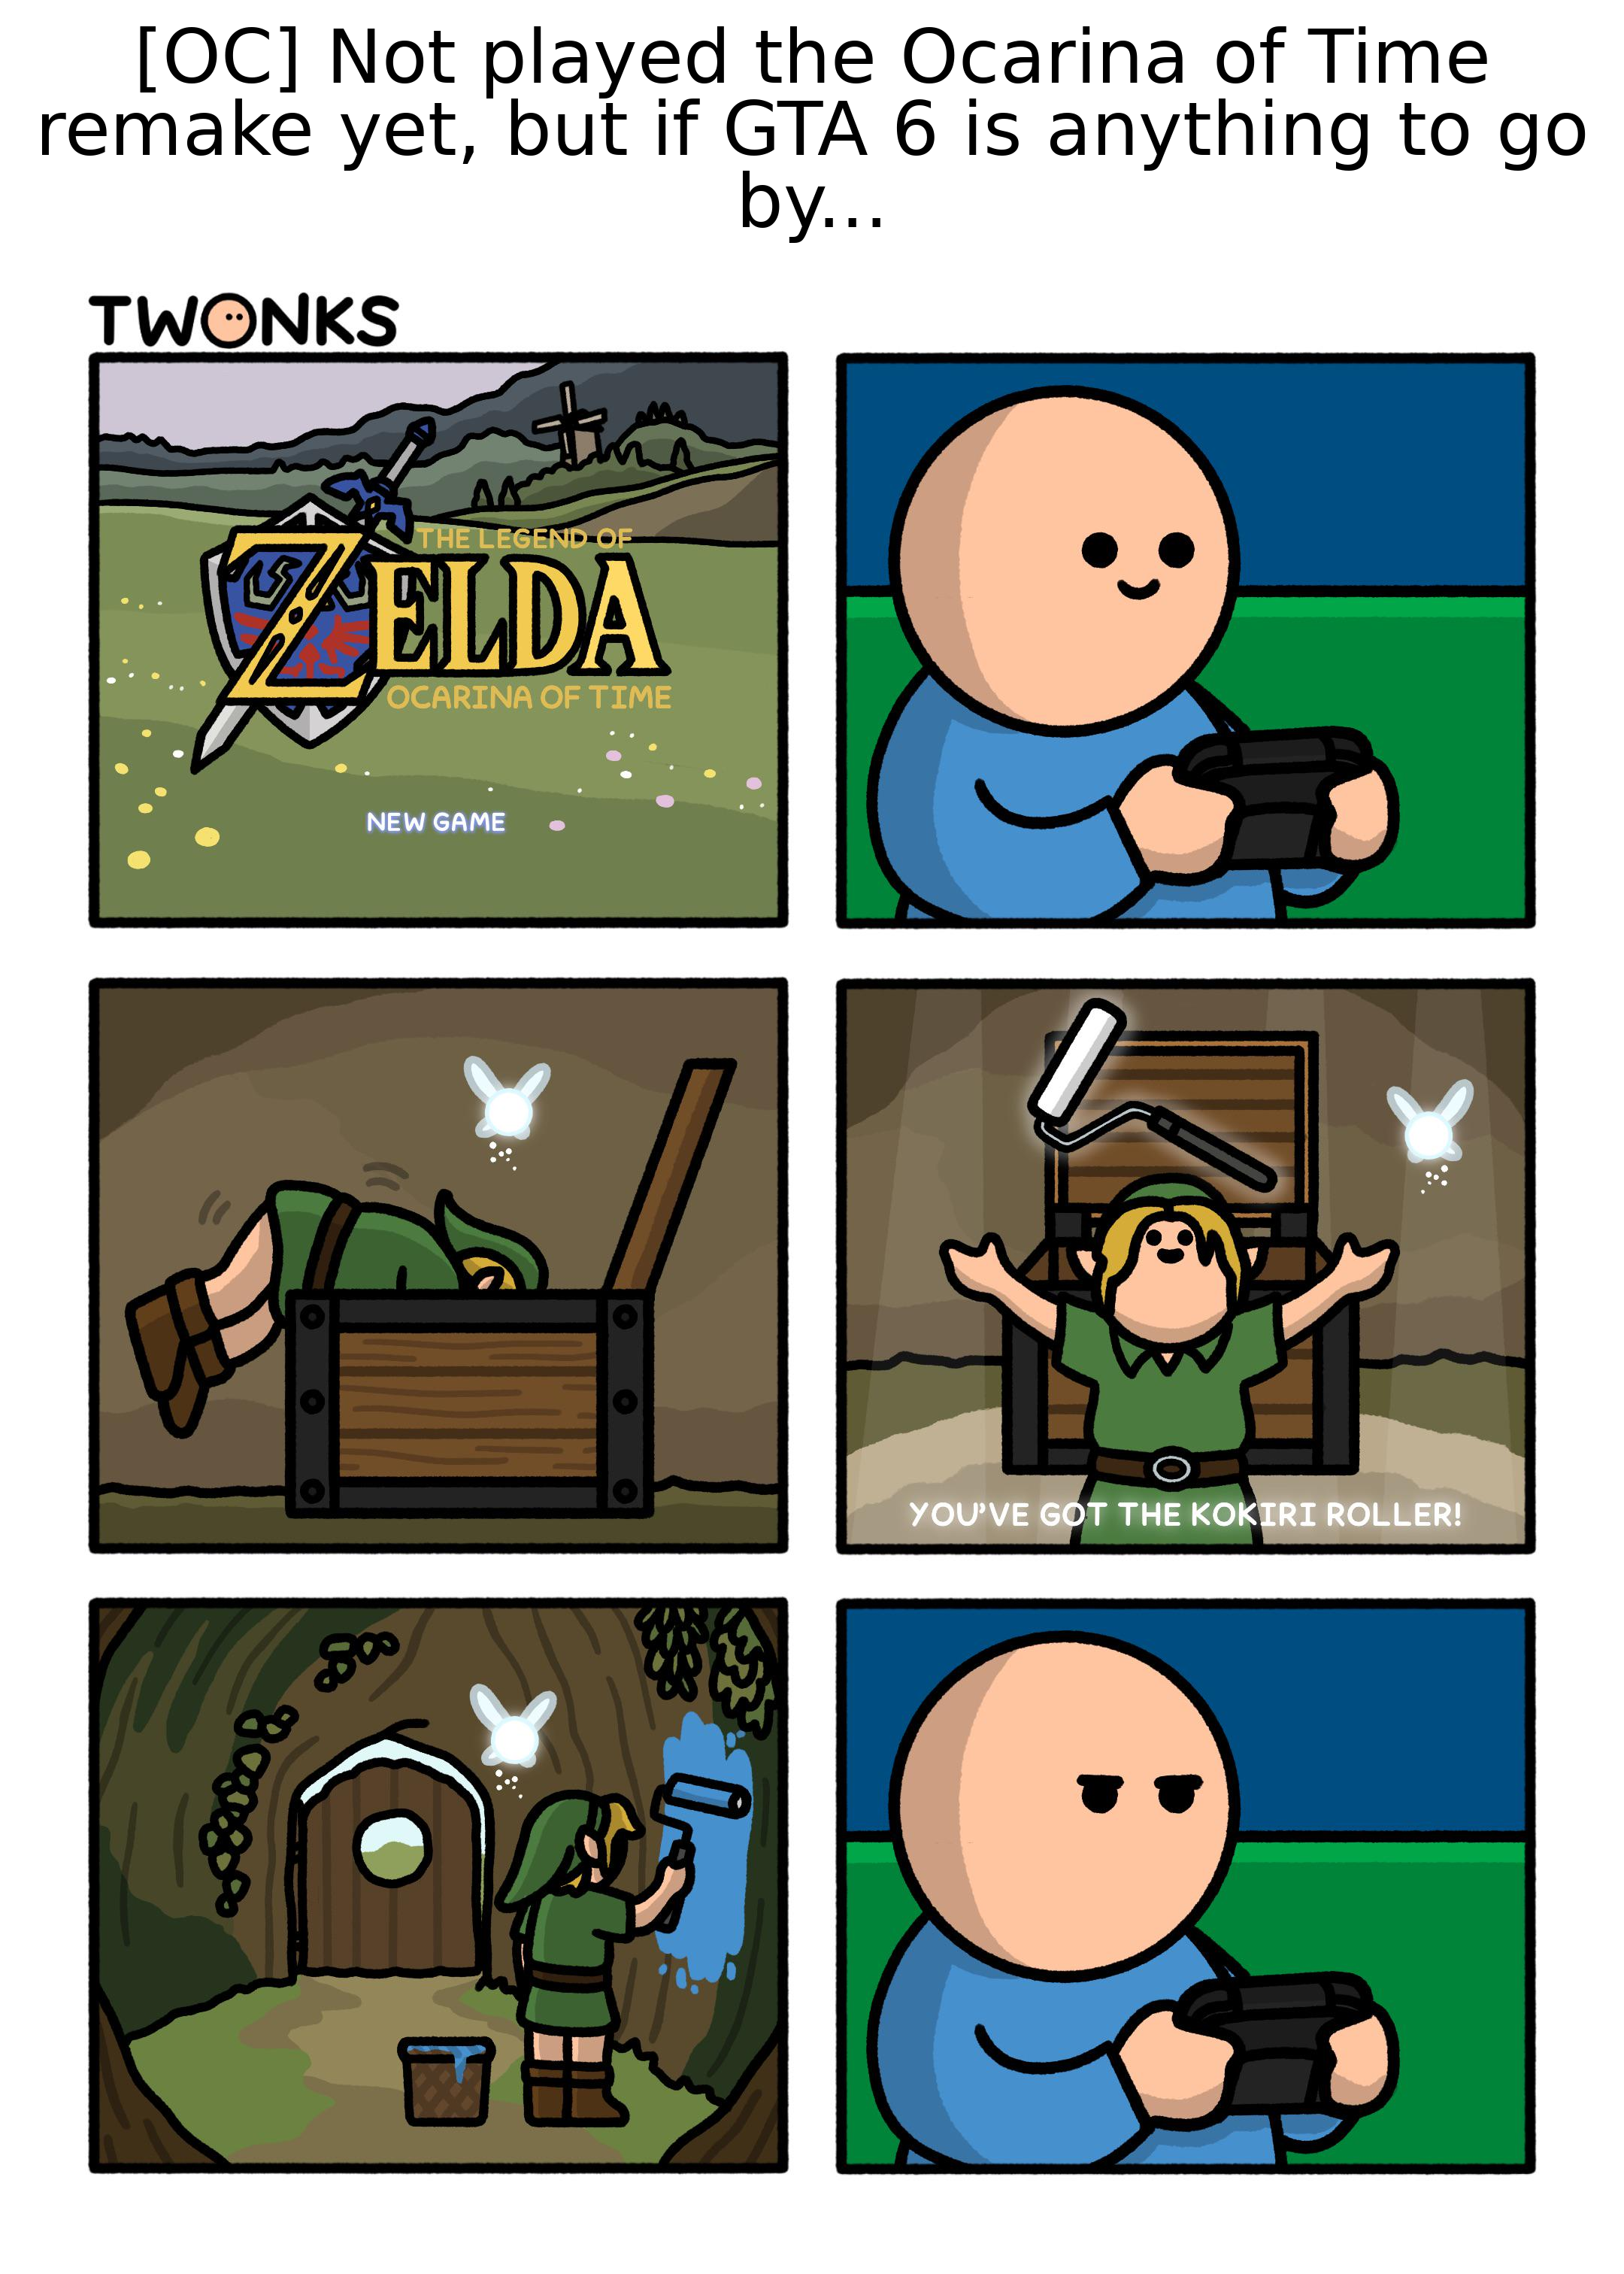 [OC] Not played the Ocarina of Time
remake yet, but if GTA 6 is anything to go
by...
TWONKS
THE LEGEND OF
ZELDA
OCARINA OF TIME
NEW GAME
YOU'VE GOT THE KOKIRI ROLLER!